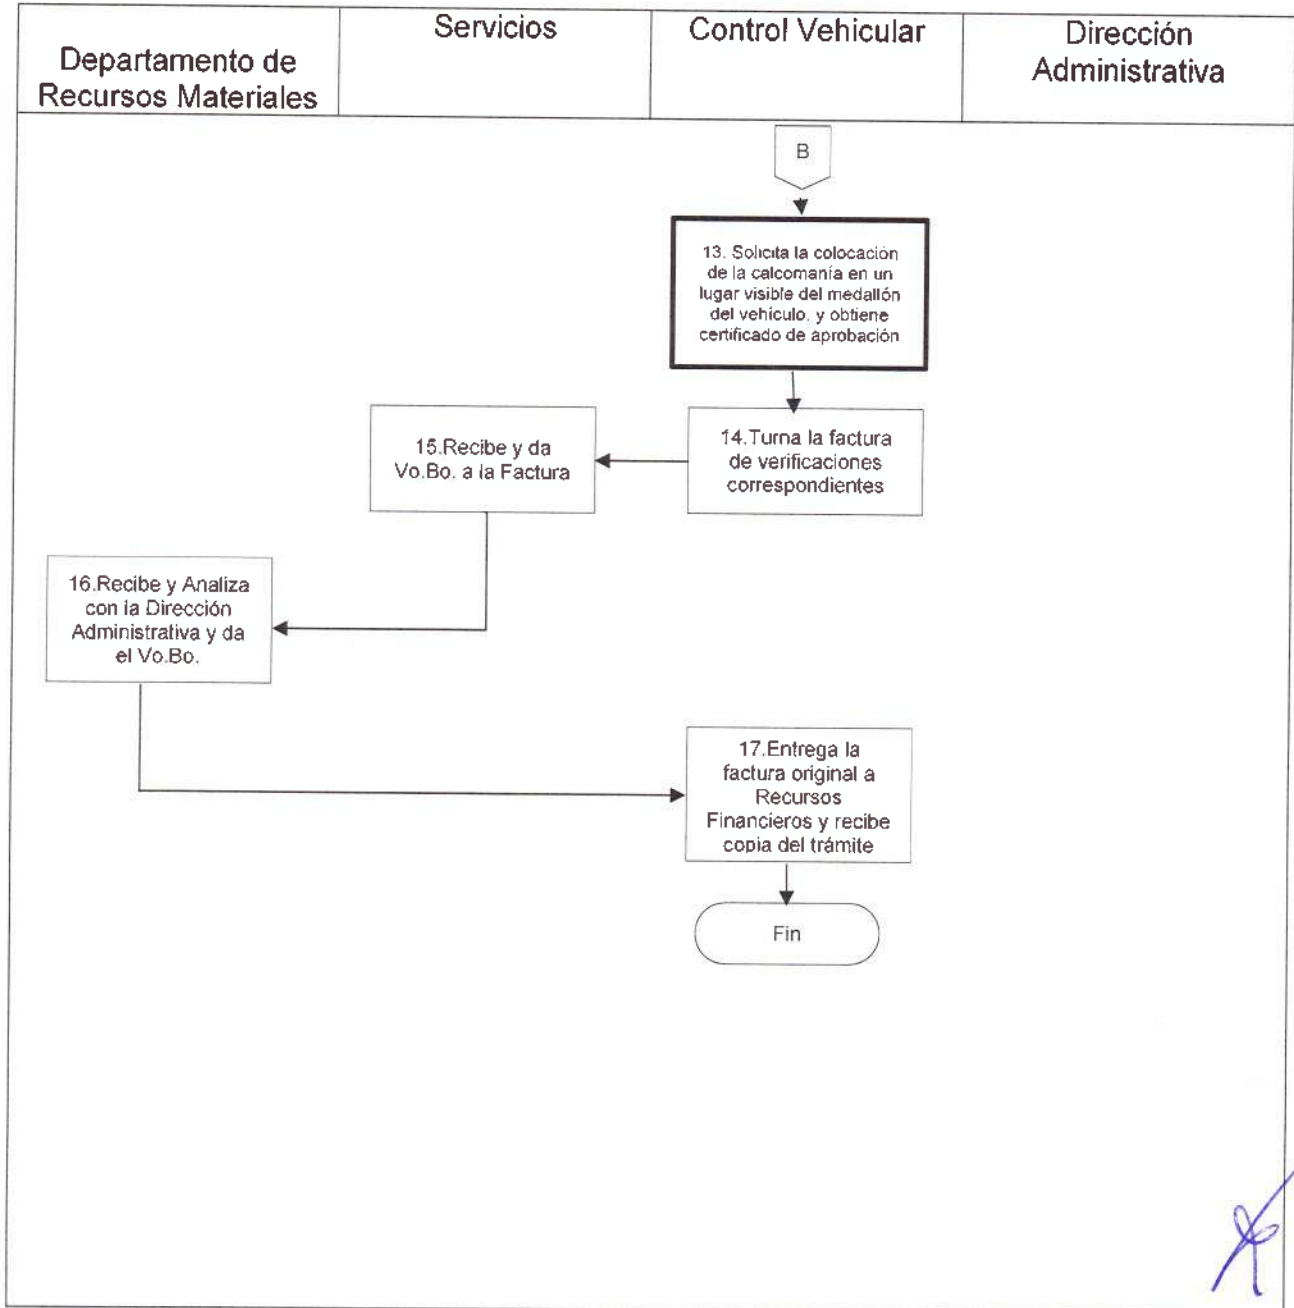 Departamento de
Recursos Materiales
Servicios
Control Vehicular
Dirección
Administrativa
B
13. Solicita la colocación
de la calcomanía en un
lugar visible del medallón
del vehículo, y obtiene
certificado de aprobación
14.Turna la factura
de verificaciones
correspondientes
15.Recibe y da
Vo.Bo. a la Factura
16.Recibe y Analiza
con la Dirección
Administrativa y da
el Vo.Bo.
17.Entrega la
factura original a
Recursos
Financieros y recibe
copia del trámite
Fin